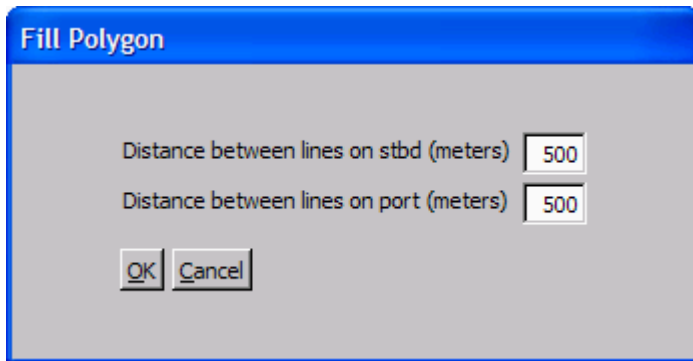 Fill Polygon
Distance between lines on stbd (meters) 500
Distance between lines on port (meters) 500
OK Cancel